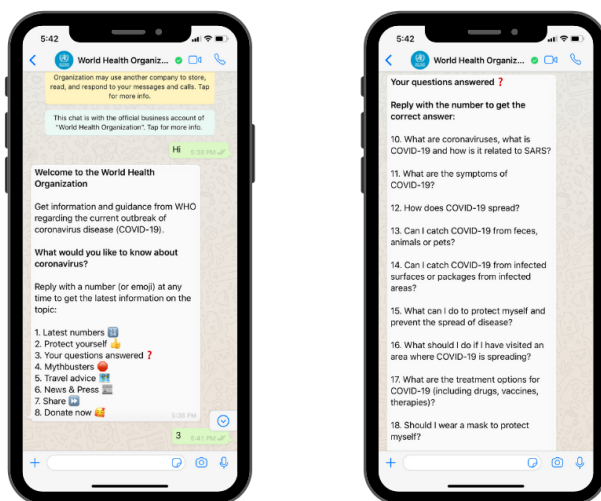 5:42
World Health Organiz...
Organization may use another company to store,
read, and respond to your messages and calls. Tap
for more info.
This chat is with the official business account of
"World Health Organization". Tap for more info.
Hi 5:38 PM
Welcome to the World Health
Organization
Get information and guidance from WHO
regarding the current outbreak of
coronavirus disease (COVID-19).
What would you like to know about
coronavirus?
Reply with a number (or emoji) at any
time to get the latest information on the
topic:
1. Latest numbers 🔢
2. Protect yourself 👍
3. Your questions answered ❓
4. Mythbusters
5. Travel advice
6. News & Press 📰
7. Share
8. Donate now
5:38 PM
3 5:41 PM
5:42
World Health Organiz...
Your questions answered ❓
Reply with the number to get the
correct answer:
10. What are coronaviruses, what is
COVID-19 and how is it related to SARS?
11. What are the symptoms of
COVID-19?
12. How does COVID-19 spread?
13. Can I catch COVID-19 from feces,
animals or pets?
14. Can I catch COVID-19 from infected
surfaces or packages from infected
areas?
15. What can I do to protect myself and
prevent the spread of disease?
16. What should I do if I have visited an
area where COVID-19 is spreading?
17. What are the treatment options for
COVID-19 (including drugs, vaccines,
therapies)?
18. Should I wear a mask to protect
myself?